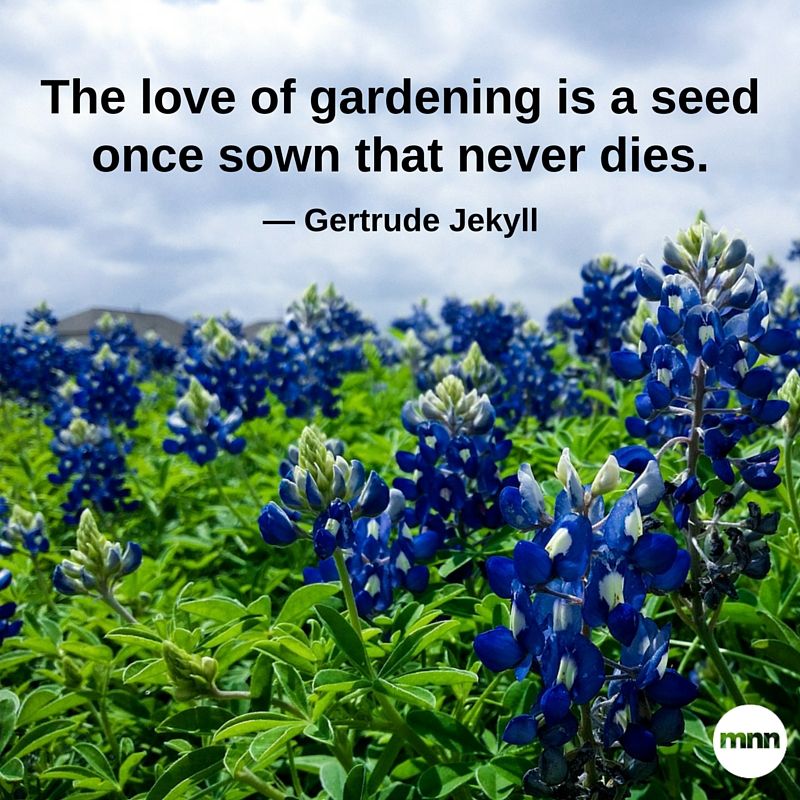 The love of gardening is a seed
once sown that never dies.
— Gertrude Jekyll
mnn